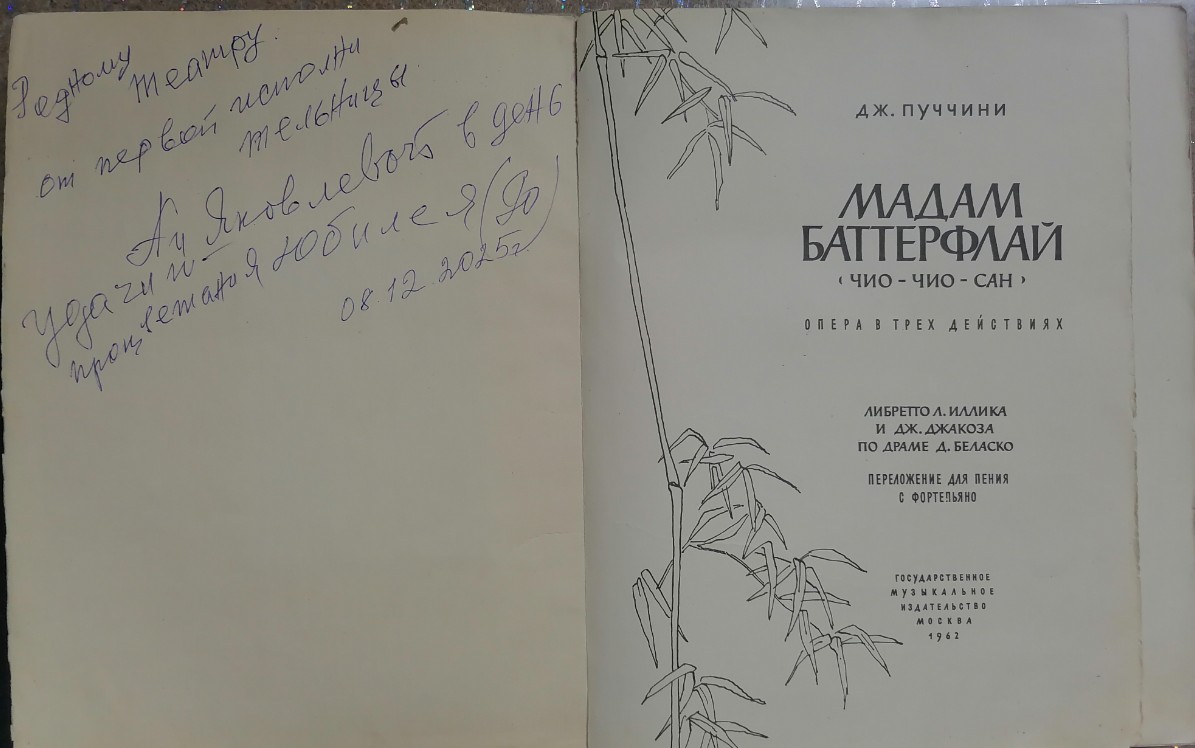 Родному
театру.
от первой исполни
тельницы
Ап Яковлевой в день
удачи и юбилея (90)
процветания
08.12.2025г
ДЖ. ПУЧЧИНИ
МАДАМ
БАТТЕРФЛАЙ
‹ ЧИО - ЧИО - САН ›
ОПЕРА В ТРЕХ ДЕЙСТВИЯХ
ЛИБРЕТТО Л. ИЛЛИКА
И ДЖ. ДЖАКОЗА
ПО ДРАМЕ Д. БЕЛАСКО
ПЕРЕЛОЖЕНИЕ ДЛЯ ПЕНИЯ
С ФОРТЕПЬЯНО
ГОСУДАРСТВЕННОЕ
МУЗЫКАЛЬНОЕ
ИЗДАТЕЛЬСТВО
МОСКВА
1962